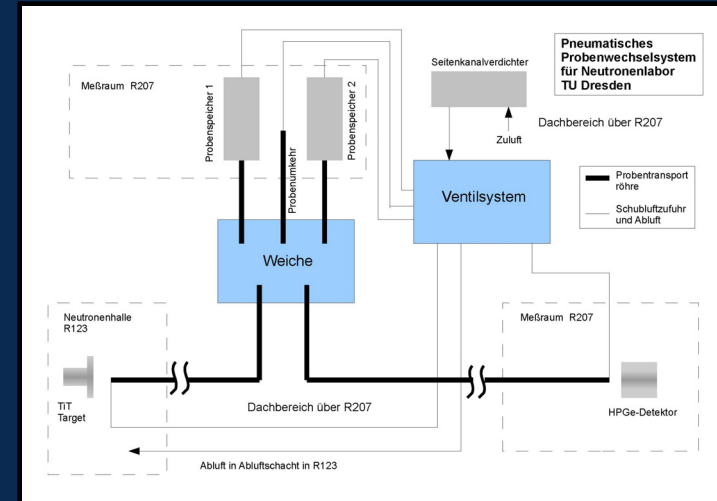 Pneumatisches
Probenwechselsystem
für Neutronenlabor
TU Dresden
Seitenkanalverdichter
Meßraum R207
Probenspeicher 1
Probenumkehr
Probenspeicher 2
Dachbereich über R207
Zuluft
Ventilsystem
Probentransport
röhre
Schubluftzufuhr
und Abluft
Weiche
Neutronenhalle
R123
Meßraum R207
TiT
Target
Dachbereich über R207
HPGe-Detektor
Abluft in Abluftschacht in R123